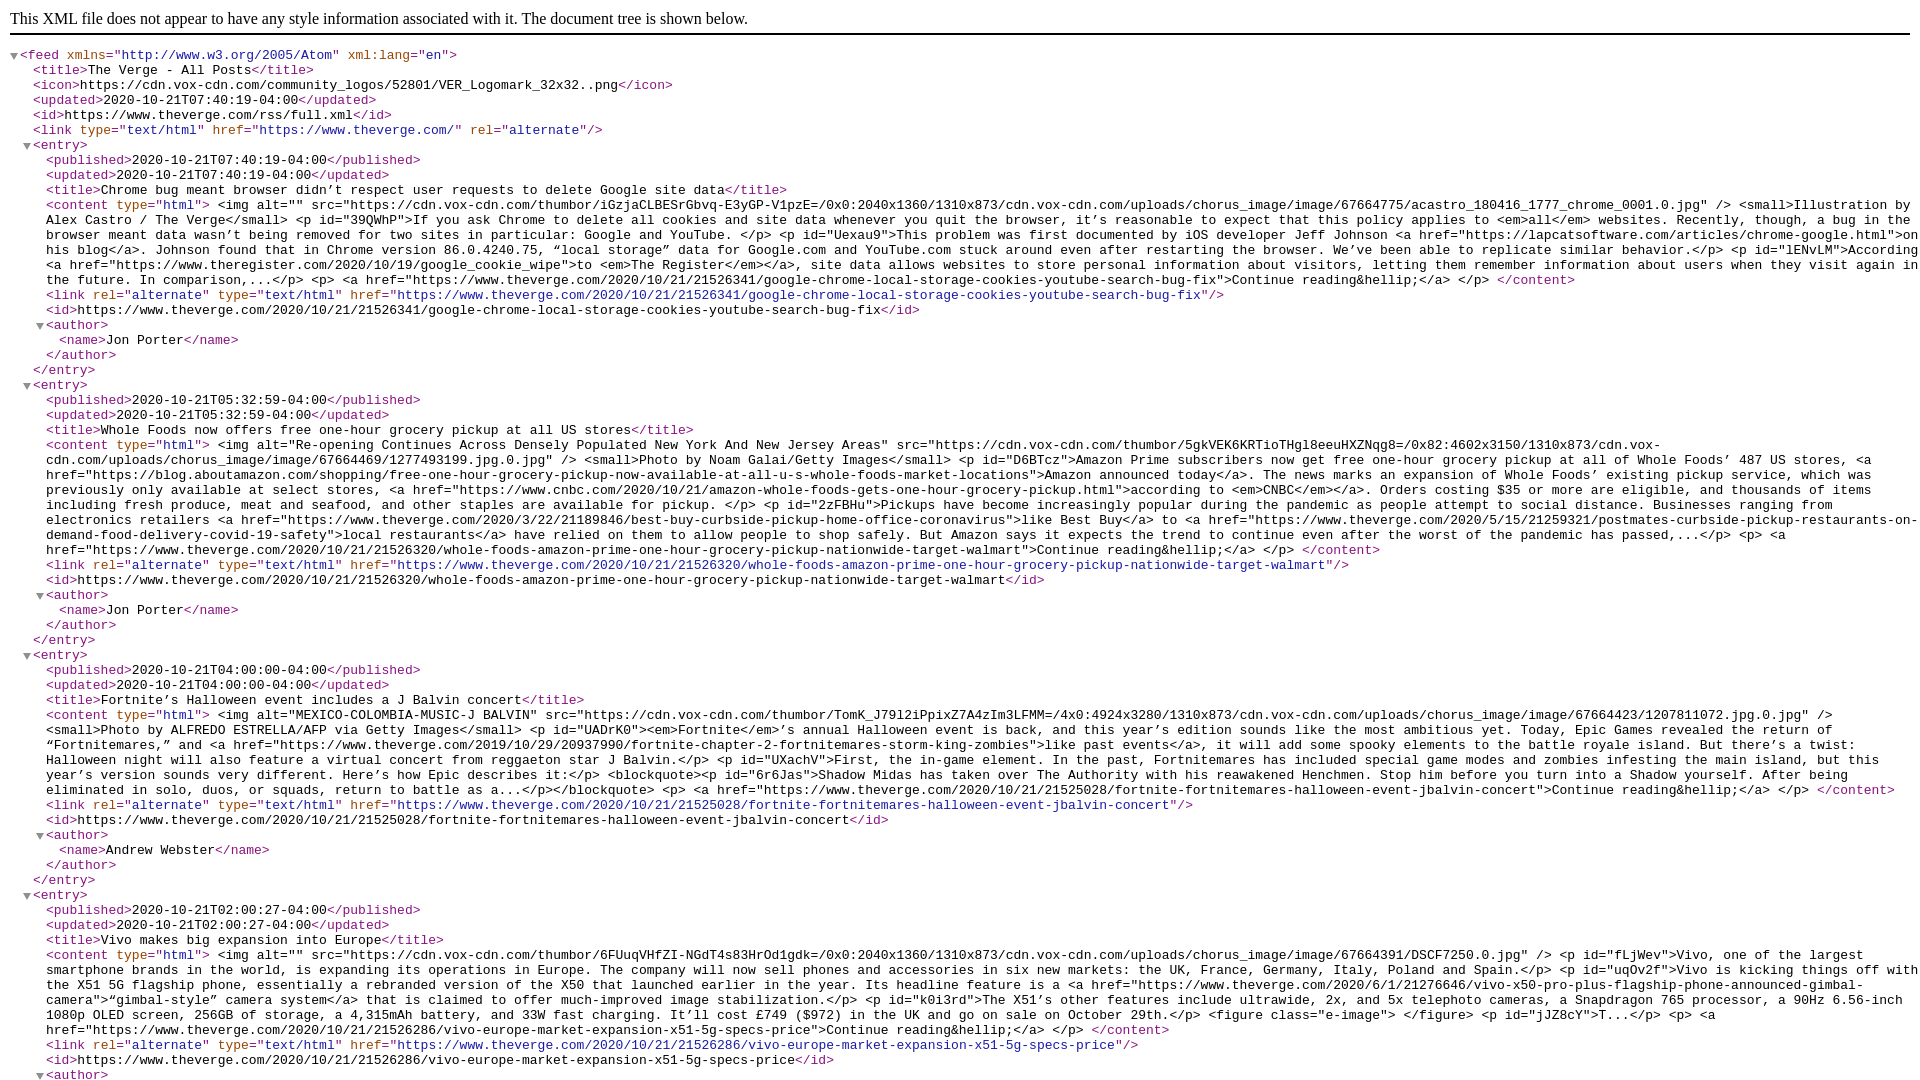 This XML file does not appear to have any style information associated with it. The document tree is shown below.
<feed xmlns="http://www.w3.org/2005/Atom" xml:lang="en">
<title>The Verge - All Posts</title>
<icon>https://cdn.vox-cdn.com/community_logos/52801/VER_Logomark_32x32..png</icon>
<updated>2020-10-21T07:40:19-04:00</updated>
<id>https://www.theverge.com/rss/full.xml</id>
<link type="text/html" href="https://www.theverge.com/" rel="alternate"/>
<entry>
<published>2020-10-21T07:40:19-04:00</published>
<updated>2020-10-21T07:40:19-04:00</updated>
<title>Chrome bug meant browser didn’t respect user requests to delete Google site data</title>
<content type="html"> <img alt="" src="https://cdn.vox-cdn.com/thumbor/iGzjaCLBESrGbvq-E3yGP-V1pzE=/0x0:2040x1360/1310x873/cdn.vox-cdn.com/uploads/chorus_image/image/67664775/acastro_180416_1777_chrome_0001.0.jpg" /> <small>Illustration by
Alex Castro / The Verge</small> <p id="39QWhP">If you ask Chrome to delete all cookies and site data whenever you quit the browser, it’s reasonable to expect that this policy applies to <em>all</em> websites. Recently, though, a bug in the
browser meant data wasn’t being removed for two sites in particular: Google and YouTube. </p> <p id="Uexau9">This problem was first documented by iOS developer Jeff Johnson <a href="https://lapcatsoftware.com/articles/chrome-google.html">on
his blog</a>. Johnson found that in Chrome version 86.0.4240.75, “local storage” data for Google.com and YouTube.com stuck around even after restarting the browser. We’ve been able to replicate similar behavior.</p> <p id="lENvLM">According
<a href="https://www.theregister.com/2020/10/19/google_cookie_wipe">to <em>The Register</em></a>, site data allows websites to store personal information about visitors, letting them remember information about users when they visit again in
the future. In comparison,...</p> <p> <a href="https://www.theverge.com/2020/10/21/21526341/google-chrome-local-storage-cookies-youtube-search-bug-fix">Continue reading&hellip;</a> </p> </content>
<link rel="alternate" type="text/html" href="https://www.theverge.com/2020/10/21/21526341/google-chrome-local-storage-cookies-youtube-search-bug-fix"/>
<id>https://www.theverge.com/2020/10/21/21526341/google-chrome-local-storage-cookies-youtube-search-bug-fix</id>
<author>
<name>Jon Porter</name>
</author>
</entry>
<entry>
<published>2020-10-21T05:32:59-04:00</published>
<updated>2020-10-21T05:32:59-04:00</updated>
<title>Whole Foods now offers free one-hour grocery pickup at all US stores</title>
<content type="html"> <img alt="Re-opening Continues Across Densely Populated New York And New Jersey Areas" src="https://cdn.vox-cdn.com/thumbor/5gkVEK6KRTioTHgl8eeuHXZNqg8=/0x82:4602x3150/1310x873/cdn.vox-
cdn.com/uploads/chorus_image/image/67664469/1277493199.jpg.0.jpg" /> <small>Photo by Noam Galai/Getty Images</small> <p id="D6BTcz">Amazon Prime subscribers now get free one-hour grocery pickup at all of Whole Foods’ 487 US stores, <a
href="https://blog.aboutamazon.com/shopping/free-one-hour-grocery-pickup-now-available-at-all-u-s-whole-foods-market-locations">Amazon announced today</a>. The news marks an expansion of Whole Foods’ existing pickup service, which was
previously only available at select stores, <a href="https://www.cnbc.com/2020/10/21/amazon-whole-foods-gets-one-hour-grocery-pickup.html">according to <em>CNBC</em></a>. Orders costing $35 or more are eligible, and thousands of items
including fresh produce, meat and seafood, and other staples are available for pickup. </p> <p id="2zFBHu">Pickups have become increasingly popular during the pandemic as people attempt to social distance. Businesses ranging from
electronics retailers <a href="https://www.theverge.com/2020/3/22/21189846/best-buy-curbside-pickup-home-office-coronavirus">like Best Buy</a> to <a href="https://www.theverge.com/2020/5/15/21259321/postmates-curbside-pickup-restaurants-on-
demand-food-delivery-covid-19-safety">local restaurants</a> have relied on them to allow people to shop safely. But Amazon says it expects the trend to continue even after the worst of the pandemic has passed,...</p> <p> <a
href="https://www.theverge.com/2020/10/21/21526320/whole-foods-amazon-prime-one-hour-grocery-pickup-nationwide-target-walmart">Continue reading&hellip;</a> </p> </content>
<link rel="alternate" type="text/html" href="https://www.theverge.com/2020/10/21/21526320/whole-foods-amazon-prime-one-hour-grocery-pickup-nationwide-target-walmart"/>
<id>https://www.theverge.com/2020/10/21/21526320/whole-foods-amazon-prime-one-hour-grocery-pickup-nationwide-target-walmart</id>
<author>
<name>Jon Porter</name>
</author>
</entry>
<entry>
<published>2020-10-21T04:00:00-04:00</published>
<updated>2020-10-21T04:00:00-04:00</updated>
<title>Fortnite’s Halloween event includes a J Balvin concert</title>
<content type="html"> <img alt="MEXICO-COLOMBIA-MUSIC-J BALVIN" src="https://cdn.vox-cdn.com/thumbor/TomK_J79l2iPpixZ7A4zIm3LFMM=/4x0:4924x3280/1310x873/cdn.vox-cdn.com/uploads/chorus_image/image/67664423/1207811072.jpg.0.jpg" />
<small>Photo by ALFREDO ESTRELLA/AFP via Getty Images</small> <p id="UADrK0"><em>Fortnite</em>’s annual Halloween event is back, and this year’s edition sounds like the most ambitious yet. Today, Epic Games revealed the return of
“Fortnitemares,” and <a href="https://www.theverge.com/2019/10/29/20937990/fortnite-chapter-2-fortnitemares-storm-king-zombies">like past events</a>, it will add some spooky elements to the battle royale island. But there’s a twist:
Halloween night will also feature a virtual concert from reggaeton star J Balvin.</p> <p id="UXachV">First, the in-game element. In the past, Fortnitemares has included special game modes and zombies infesting the main island, but this
year’s version sounds very different. Here’s how Epic describes it:</p> <blockquote><p id="6r6Jas">Shadow Midas has taken over The Authority with his reawakened Henchmen. Stop him before you turn into a Shadow yourself. After being
eliminated in solo, duos, or squads, return to battle as a...</p></blockquote> <p> <a href="https://www.theverge.com/2020/10/21/21525028/fortnite-fortnitemares-halloween-event-jbalvin-concert">Continue reading&hellip;</a> </p> </content>
<link rel="alternate" type="text/html" href="https://www.theverge.com/2020/10/21/21525028/fortnite-fortnitemares-halloween-event-jbalvin-concert"/>
<id>https://www.theverge.com/2020/10/21/21525028/fortnite-fortnitemares-halloween-event-jbalvin-concert</id>
<author>
<name>Andrew Webster</name>
</author>
</entry>
<entry>
<published>2020-10-21T02:00:27-04:00</published>
<updated>2020-10-21T02:00:27-04:00</updated>
<title>Vivo makes big expansion into Europe</title>
<content type="html"> <img alt="" src="https://cdn.vox-cdn.com/thumbor/6FUuqVHfZI-NGdT4s83HrOd1gdk=/0x0:2040x1360/1310x873/cdn.vox-cdn.com/uploads/chorus_image/image/67664391/DSCF7250.0.jpg" /> <p id="fLjWev">Vivo, one of the largest
smartphone brands in the world, is expanding its operations in Europe. The company will now sell phones and accessories in six new markets: the UK, France, Germany, Italy, Poland and Spain.</p> <p id="uqOv2f">Vivo is kicking things off with
the X51 5G flagship phone, essentially a rebranded version of the X50 that launched earlier in the year. Its headline feature is a <a href="https://www.theverge.com/2020/6/1/21276646/vivo-x50-pro-plus-flagship-phone-announced-gimbal-
camera">“gimbal-style” camera system</a> that is claimed to offer much-improved image stabilization.</p> <p id="k0i3rd">The X51’s other features include ultrawide, 2x, and 5x telephoto cameras, a Snapdragon 765 processor, a 90Hz 6.56-inch
1080p OLED screen, 256GB of storage, a 4,315mAh battery, and 33W fast charging. It’ll cost £749 ($972) in the UK and go on sale on October 29th.</p> <figure class="e-image"> </figure> <p id="jJZ8cY">T...</p> <p> <a
href="https://www.theverge.com/2020/10/21/21526286/vivo-europe-market-expansion-x51-5g-specs-price">Continue reading&hellip;</a> </p> </content>
<link rel="alternate" type="text/html" href="https://www.theverge.com/2020/10/21/21526286/vivo-europe-market-expansion-x51-5g-specs-price"/>
<id>https://www.theverge.com/2020/10/21/21526286/vivo-europe-market-expansion-x51-5g-specs-price</id>
<author>